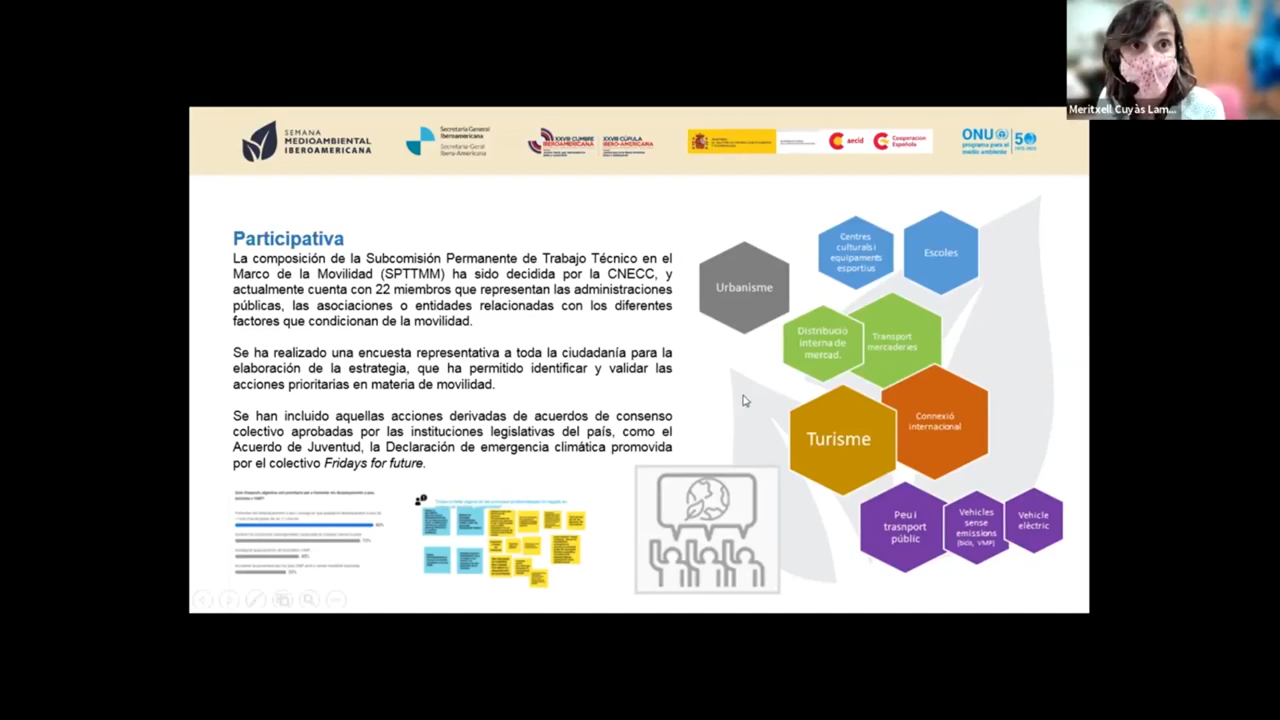 Meritxell Cuyàs Lam...
SEMANA
MEDIOAMBIENTAL
IBEROAMERICANA
Secretaría General
Iberoamericana
Secretaria-Geral
Ibero-Americana
XXVIII CUMBRE
IBEROAMERICANA
XXVIII CÚPULA
IBERO-AMERICANA
aecid
Cooperación
Española
ONU
programa para el
medio ambiente
50
Participativa
La composición de la Subcomisión Permanente de Trabajo Técnico en el
Marco de la Movilidad (SPTTMM) ha sido decidida por la CNECC, y
actualmente cuenta con 22 miembros que representan las administraciones
públicas, las asociaciones o entidades relacionadas con los diferentes
factores que condicionan de la movilidad.
Se ha realizado una encuesta representativa a toda la ciudadanía para la
elaboración de la estrategia, que ha permitido identificar y validar las
acciones prioritarias en materia de movilidad.
Se han incluido aquellas acciones derivadas de acuerdos de consenso
colectivo aprobadas por las instituciones legislativas del país, como el
Acuerdo de Juventud, la Declaración de emergencia climática promovida
por el colectivo Fridays for future.
Urbanisme
Centres
culturals i
equipaments
esportius
Escoles
Distribució
interna de
mercad.
Transport
mercaderies
Turisme
Connexió
internacional
Peu i
trasnport
públic
Vehicles
sense
emissions
(bicis, VMP)
Vehicle
elèctric